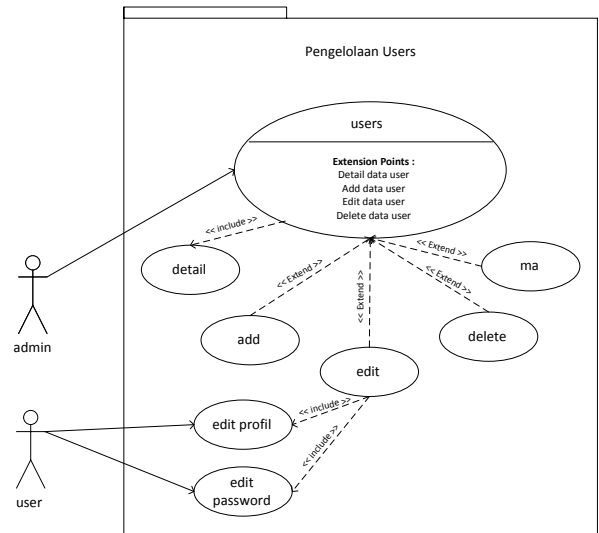 Pengelolaan Users
users
Extension Points :
Detail data user
Add data user
Edit data user
Delete data user
<< include >>
<< Extend >>
<< Extend >>
<< Extend >>
<< Extend >>
detail
ma
add
delete
edit
admin
<< include >>
edit profil
<< include >>
edit
password
user